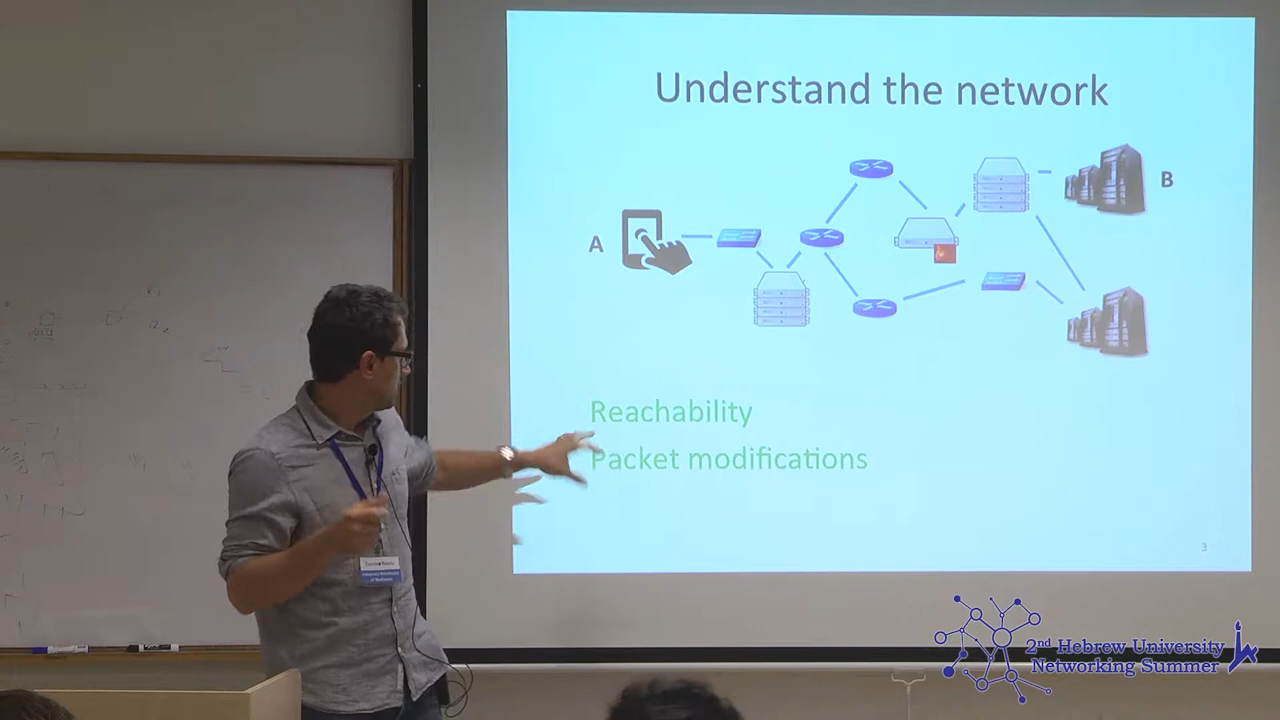 Understand the network
B
A
Reachability
Packet modifications
3
2nd Hebrew University
Networking Summer